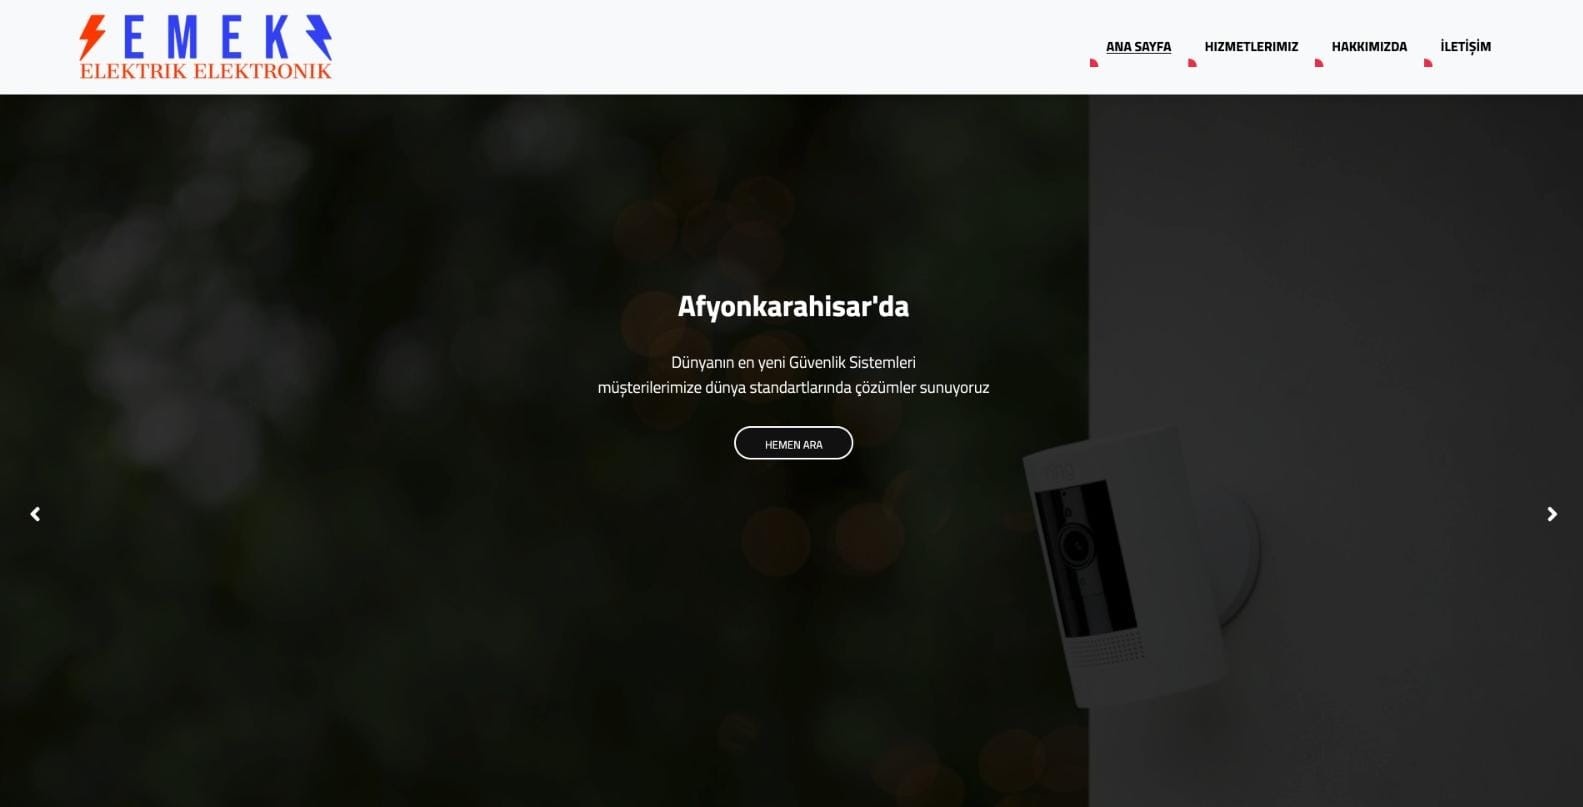 EMEK
ELEKTRIK ELEKTRONIK
ANA SAYFA
HIZMETLERIMIZ
HAKKIMIZDA
İLETİŞİM
Afyonkarahisar'da
Dünyanın en yeni Güvenlik Sistemleri
müşterilerimize dünya standartlarında çözümler sunuyoruz
HEMEN ARA
ring